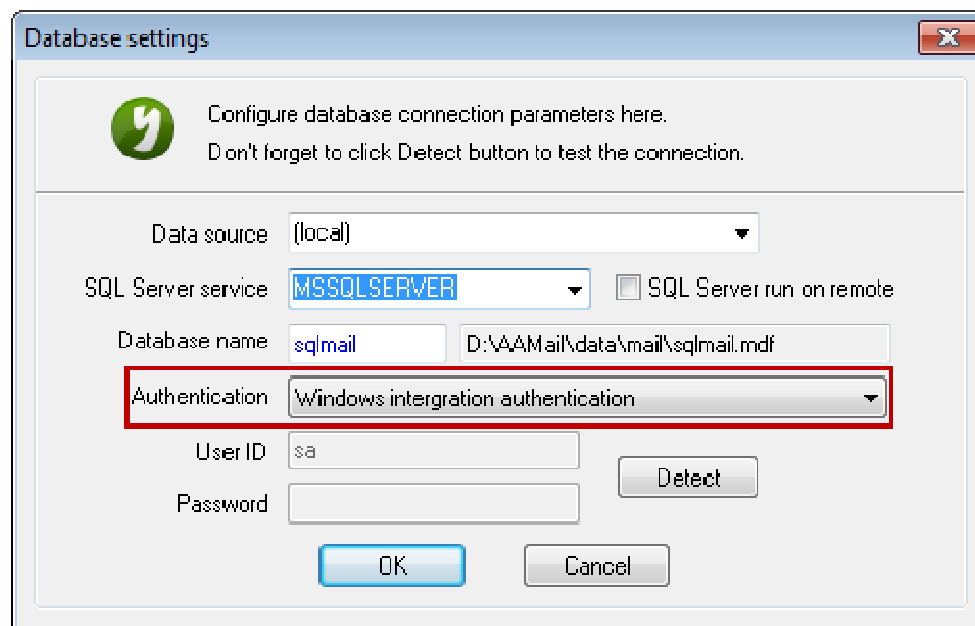 Database settings
Configure database connection parameters here.
Don't forget to click Detect button to test the connection.
Data source (local)
SQL Server service MSSQLSERVER SQL Server run on remote
Database name sqlmail D:\AAMail\data\mail\sqlmail.mdf
Authentication Windows intergration authentication
User ID sa
Detect
Password
OK Cancel